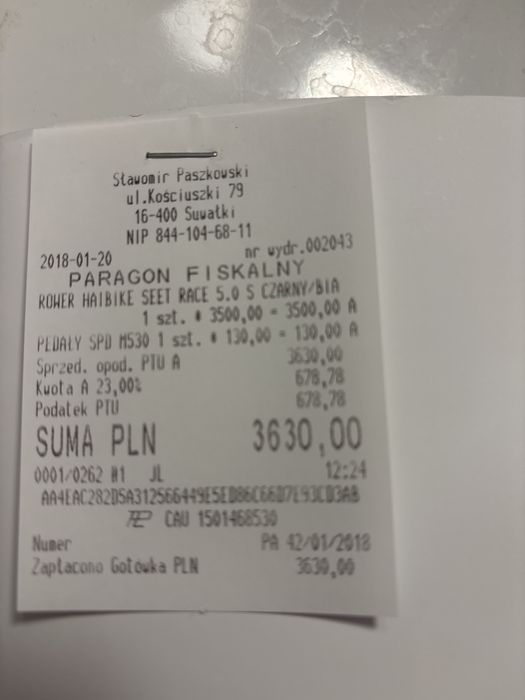 Sławomir Paszkowski
ul.Kościuszki 79
16-400 Suwałki
NIP 844-104-68-11
2018-01-20 nr wydr.002043
PARAGON FISKALNY
ROWER HAIBIKE SEET RACE 5.0 S CZARNY/BIA
1 szt. * 3500,00 = 3500,00 A
PEDAŁY SPD M530 1 szt. * 130,00 = 130,00 A
Sprzed. opod. PTU A 3630,00
Kwota A 23,00% 678,78
Podatek PTU 678,78
SUMA PLN 3630,00
0001/0262 #1 JL 12:24
AA4EAC282D5A312566449E5ED86C66D7E93CD3AB
CAU 1501468530
Numer PA 42/01/2018
Zapłacono Gotówka PLN 3630,00